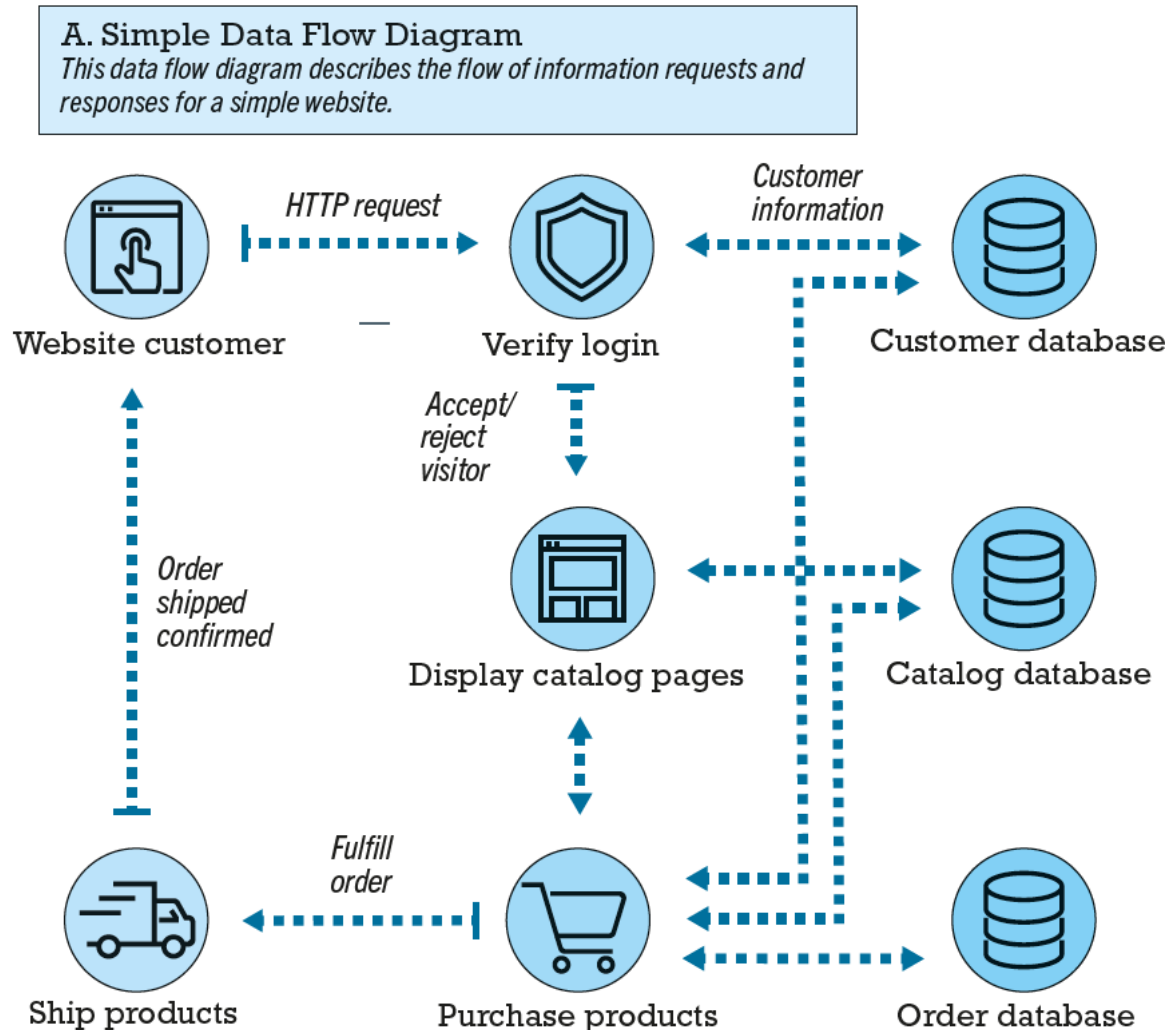 A. Simple Data Flow Diagram
This data flow diagram describes the flow of information requests and
responses for a simple website.
HTTP request
Customer
information
Website customer
Verify login
Customer database
Accept/
reject
visitor
Order
shipped
confirmed
Display catalog pages
Catalog database
Fulfill
order
Ship products
Purchase products
Order database